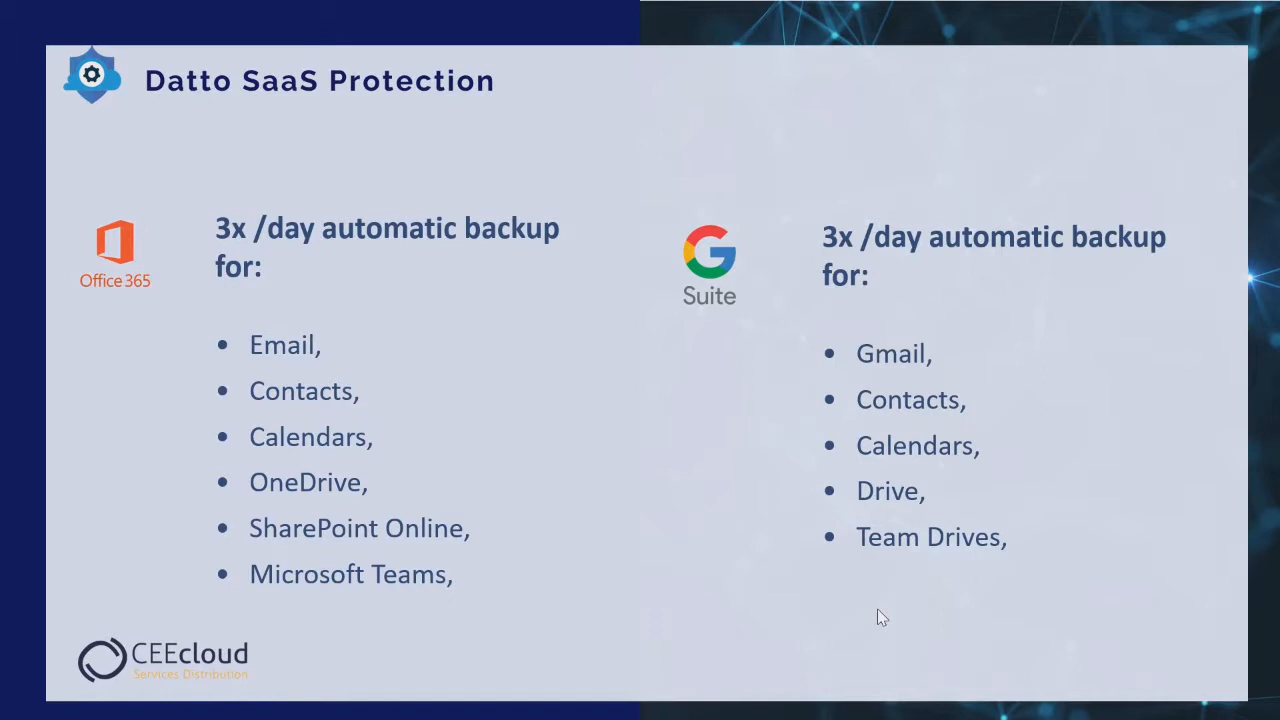 Datto SaaS Protection
Office 365
3x /day automatic backup
for:
• Email,
• Contacts,
• Calendars,
• OneDrive,
• SharePoint Online,
• Microsoft Teams,
G
Suite
3x /day automatic backup
for:
• Gmail,
• Contacts,
• Calendars,
• Drive,
• Team Drives,
CEEcloud
Services Distribution